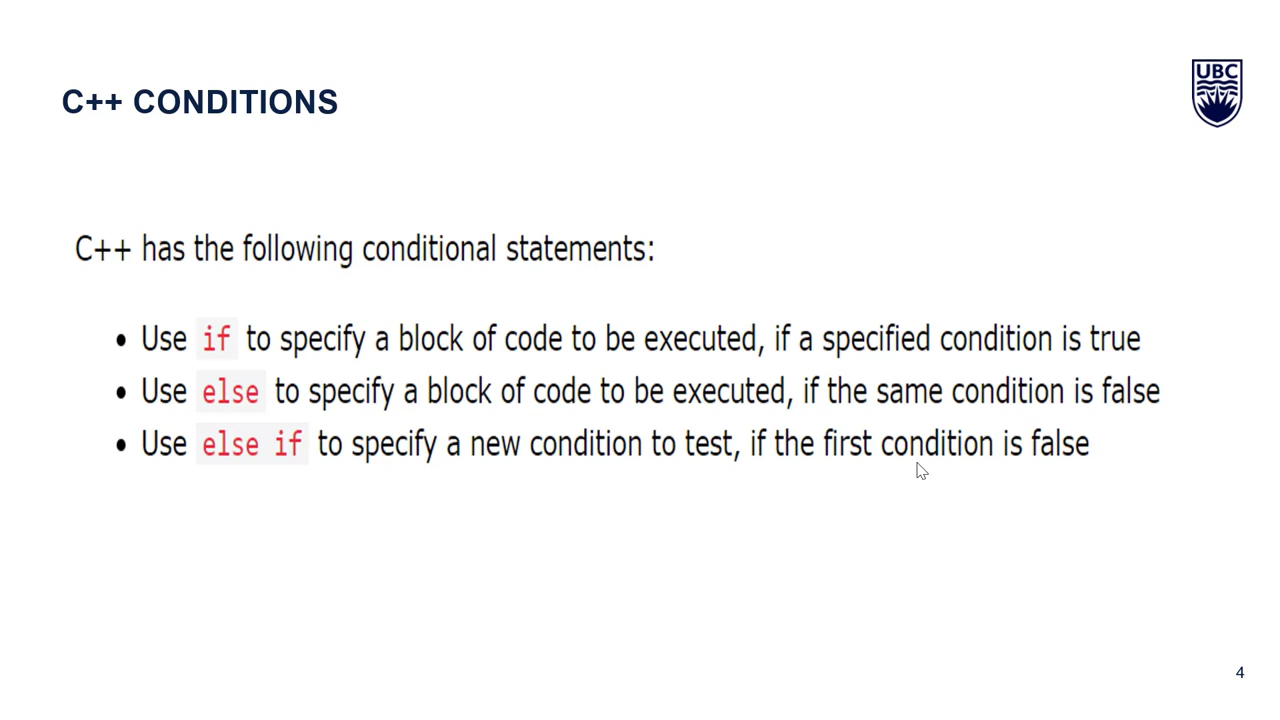 UBC
C++ CONDITIONS
C++ has the following conditional statements:
• Use if to specify a block of code to be executed, if a specified condition is true
• Use else to specify a block of code to be executed, if the same condition is false
• Use else if to specify a new condition to test, if the first condition is false
4